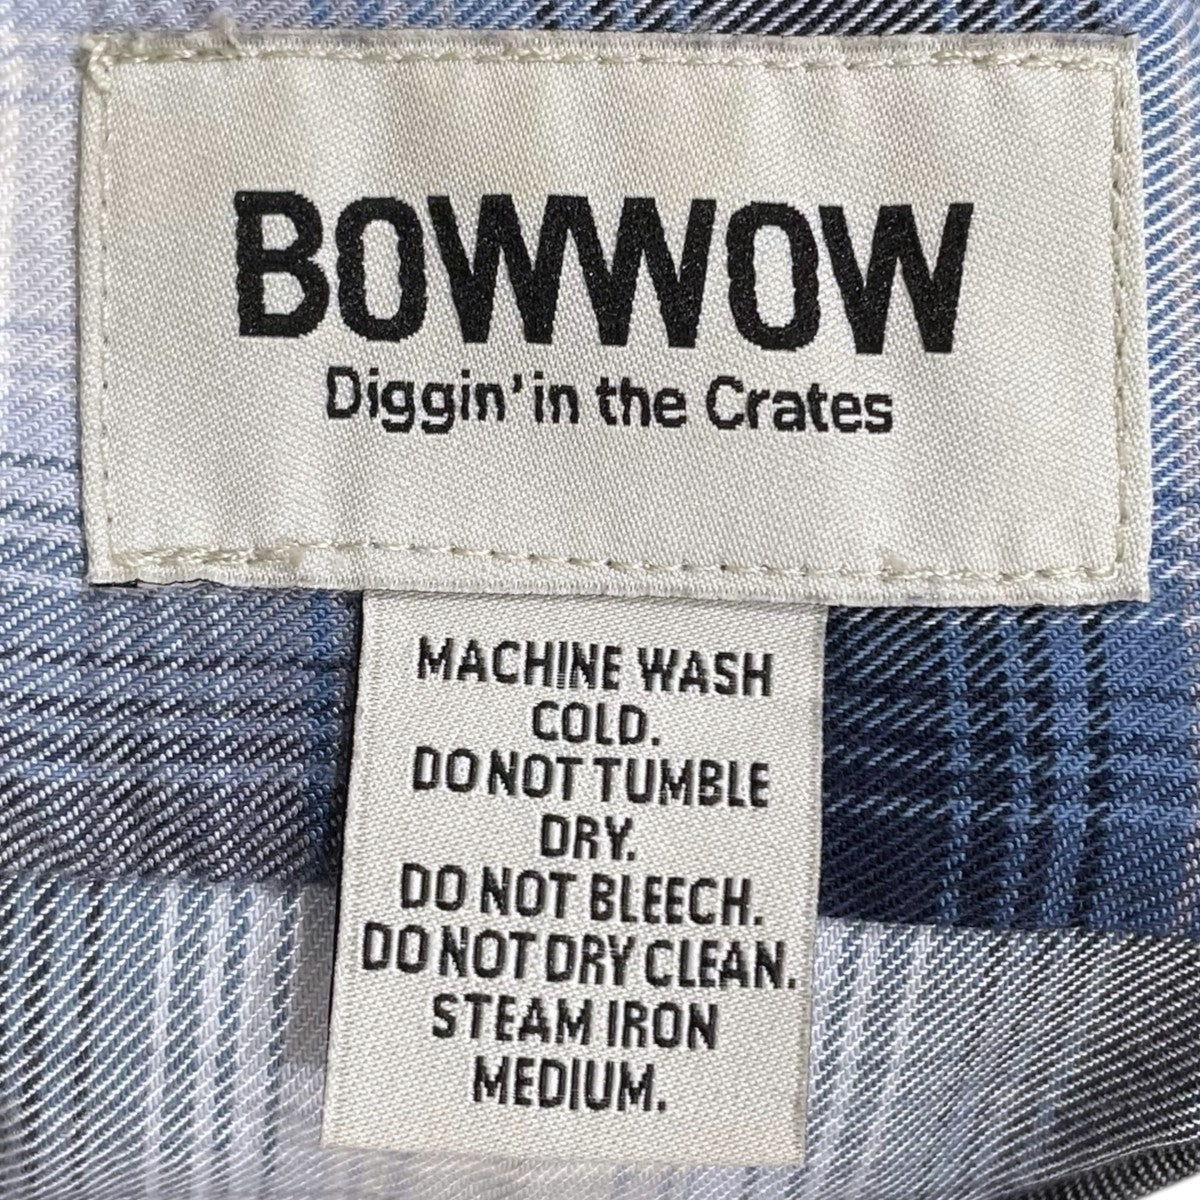 BOWWOW
Diggin' in the Crates
MACHINE WASH
COLD.
DO NOT TUMBLE
DRY.
DO NOT BLEECH.
DO NOT DRY CLEAN.
STEAM IRON
MEDIUM.